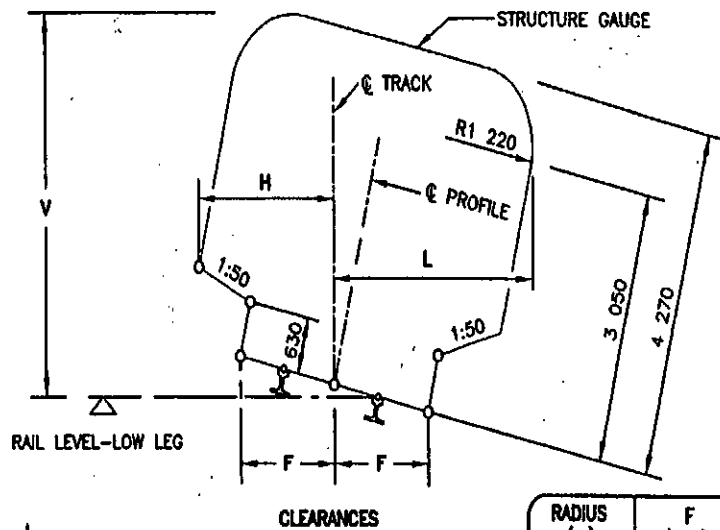 STRUCTURE GAUGE
℄ TRACK
R1 220
H
V
℄ PROFILE
L
1:50
1:50
630
3 050
4 270
RAIL LEVEL-LOW LEG
F
F
CLEARANCES
RADIUS
F